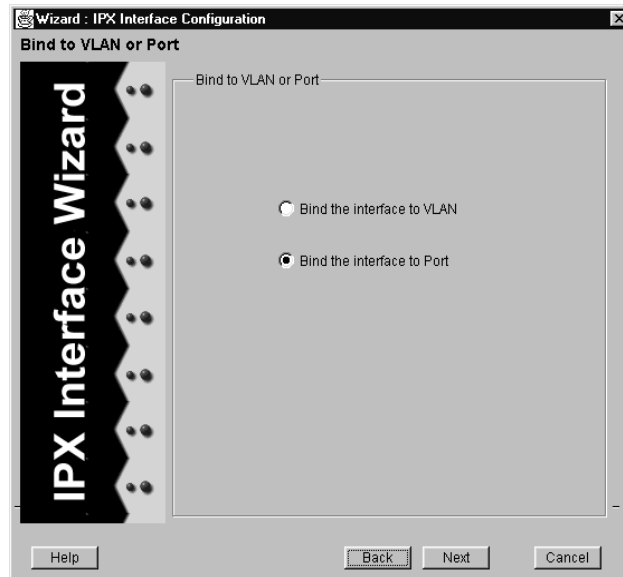 Wizard : IPX Interface Configuration
Bind to VLAN or Port
IPX Interface Wizard
Bind to VLAN or Port
Bind the interface to VLAN
Bind the interface to Port
Help Back Next Cancel